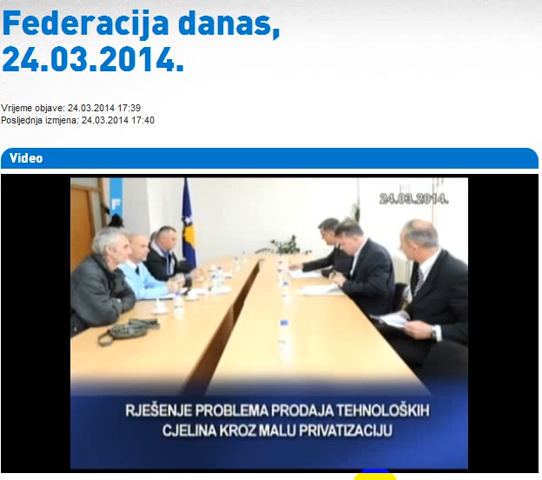 Federacija danas,
24.03.2014.
Vrijeme objave: 24.03.2014 17:39
Posljednja izmjena: 24.03.2014 17:40
Video
24.03.2014.
F
RJEŠENJE PROBLEMA PRODAJA TEHNOLOŠKIH
CJELINA KROZ MALU PRIVATIZACIJU